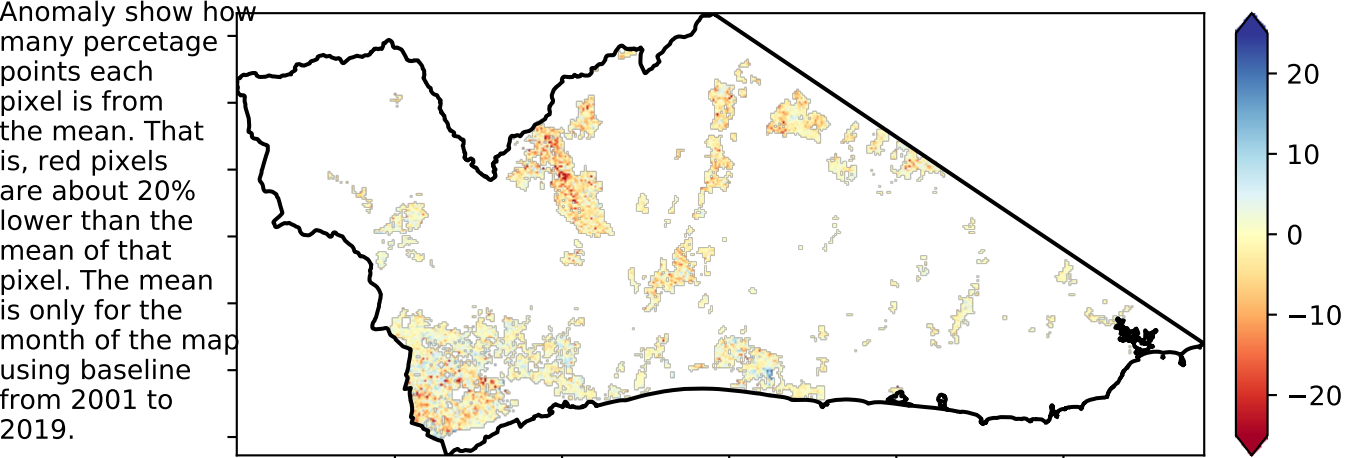 Anomaly show how
many percetage
points each
pixel is from
the mean. That
is, red pixels
are about 20%
lower than the
mean of that
pixel. The mean
is only for the
month of the map
using baseline
from 2001 to
2019.
20
10
0
−10
−20